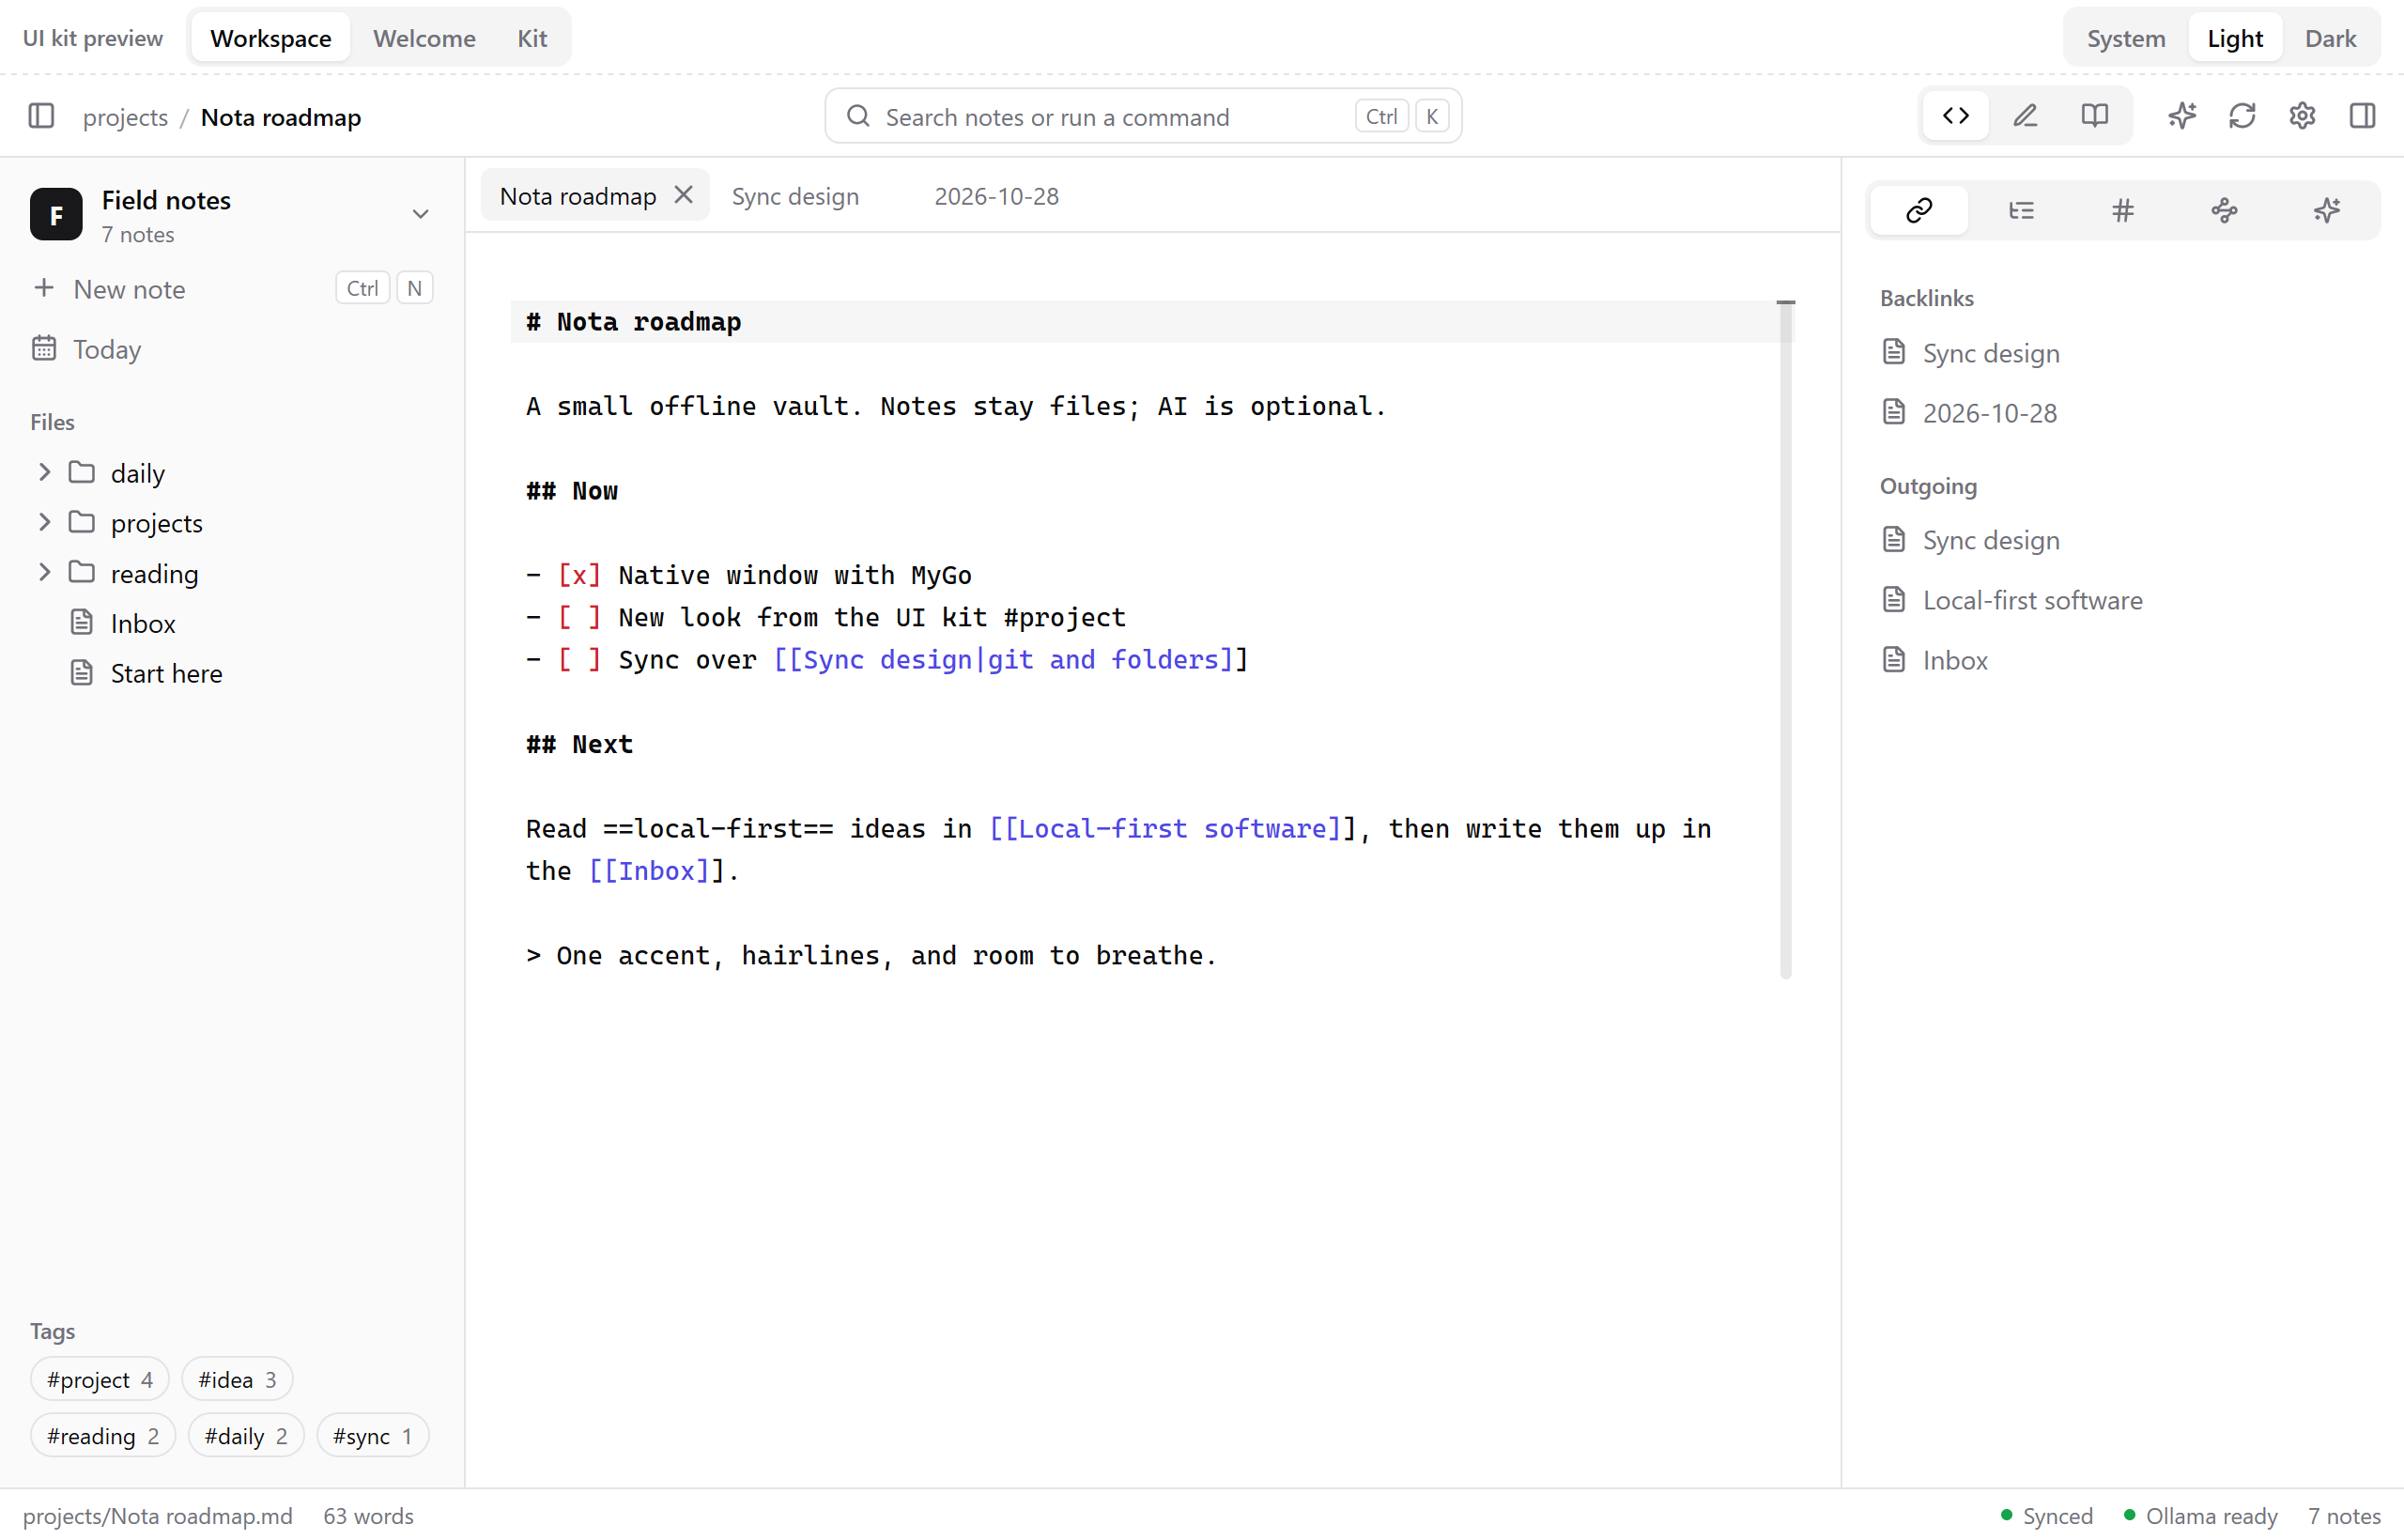 UI kit preview Workspace Welcome Kit System Light Dark
projects / Nota roadmap Search notes or run a command Ctrl K
F Field notes
7 notes
New note Ctrl N
Today
Files
daily
projects
reading
Inbox
Start here
Tags
#project 4 #idea 3
#reading 2 #daily 2 #sync 1
Nota roadmap Sync design 2026-10-28
# Nota roadmap
A small offline vault. Notes stay files; AI is optional.
## Now
- [x] Native window with MyGo
- [ ] New look from the UI kit #project
- [ ] Sync over [[Sync design|git and folders]]
## Next
Read ==local-first== ideas in [[Local-first software]], then write them up in
the [[Inbox]].
> One accent, hairlines, and room to breathe.
Backlinks
Sync design
2026-10-28
Outgoing
Sync design
Local-first software
Inbox
projects/Nota roadmap.md 63 words Synced Ollama ready 7 notes